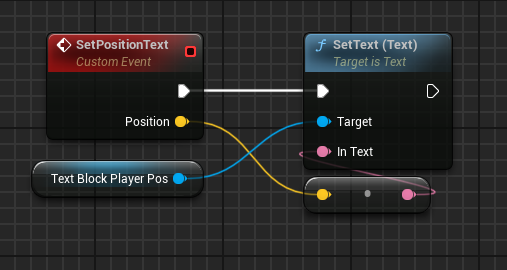 SetPositionText
Custom Event
Position
Text Block Player Pos
f SetText (Text)
Target is Text
Target
In Text